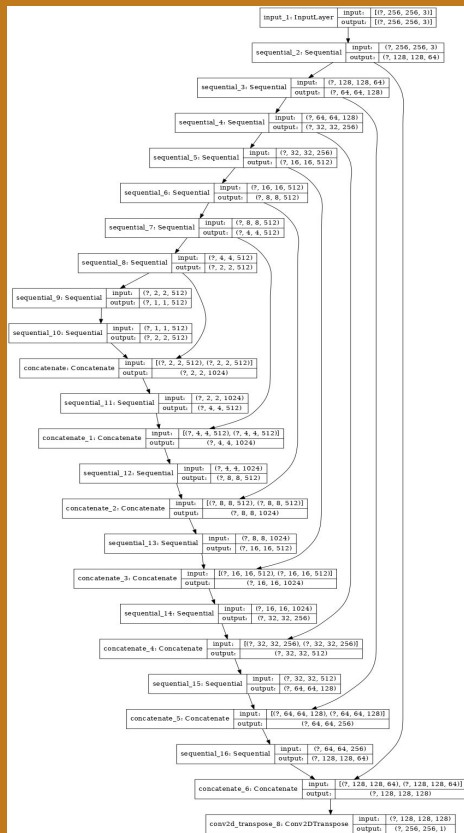 input_1: InputLayer input: [(?, 256, 256, 3)]
output: [(?, 256, 256, 3)]
sequential_2: Sequential input: (?, 256, 256, 3)
output: (?, 128, 128, 64)
sequential_3: Sequential input: (?, 128, 128, 64)
output: (?, 64, 64, 128)
sequential_4: Sequential input: (?, 64, 64, 128)
output: (?, 32, 32, 256)
sequential_5: Sequential input: (?, 32, 32, 256)
output: (?, 16, 16, 512)
sequential_6: Sequential input: (?, 16, 16, 512)
output: (?, 8, 8, 512)
sequential_7: Sequential input: (?, 8, 8, 512)
output: (?, 4, 4, 512)
sequential_8: Sequential input: (?, 4, 4, 512)
output: (?, 2, 2, 512)
sequential_9: Sequential input: (?, 2, 2, 512)
output: (?, 1, 1, 512)
sequential_10: Sequential input: (?, 1, 1, 512)
output: (?, 2, 2, 512)
concatenate: Concatenate input: [(?, 2, 2, 512), (?, 2, 2, 512)]
output: (?, 2, 2, 1024)
sequential_11: Sequential input: (?, 2, 2, 1024)
output: (?, 4, 4, 512)
concatenate_1: Concatenate input: [(?, 4, 4, 512), (?, 4, 4, 512)]
output: (?, 4, 4, 1024)
sequential_12: Sequential input: (?, 4, 4, 1024)
output: (?, 8, 8, 512)
concatenate_2: Concatenate input: [(?, 8, 8, 512), (?, 8, 8, 512)]
output: (?, 8, 8, 1024)
sequential_13: Sequential input: (?, 8, 8, 1024)
output: (?, 16, 16, 512)
concatenate_3: Concatenate input: [(?, 16, 16, 512), (?, 16, 16, 512)]
output: (?, 16, 16, 1024)
sequential_14: Sequential input: (?, 16, 16, 1024)
output: (?, 32, 32, 256)
concatenate_4: Concatenate input: [(?, 32, 32, 256), (?, 32, 32, 256)]
output: (?, 32, 32, 512)
sequential_15: Sequential input: (?, 32, 32, 512)
output: (?, 64, 64, 128)
concatenate_5: Concatenate input: [(?, 64, 64, 128), (?, 64, 64, 128)]
output: (?, 64, 64, 256)
sequential_16: Sequential input: (?, 64, 64, 256)
output: (?, 128, 128, 64)
concatenate_6: Concatenate input: [(?, 128, 128, 64), (?, 128, 128, 64)]
output: (?, 128, 128, 128)
conv2d_transpose_8: Conv2DTranspose input: (?, 128, 128, 128)
output: (?, 256, 256, 1)